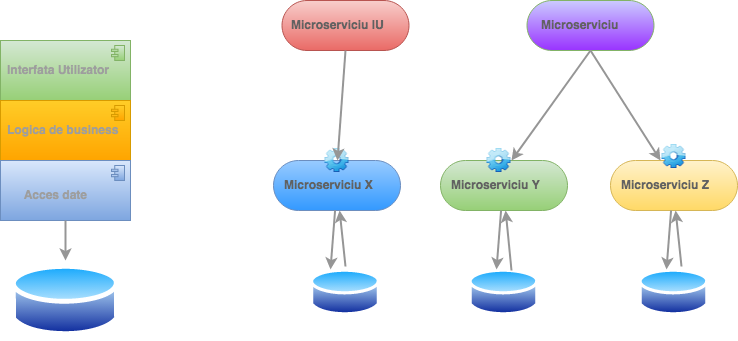 Microserviciu IU
Microserviciu
Interfata Utilizator
Logica de business
Acces date
Microserviciu X
Microserviciu Y
Microserviciu Z